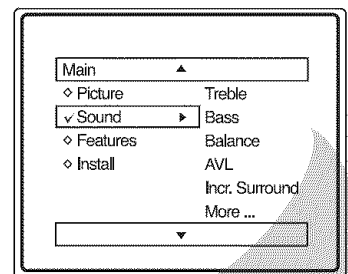 Main
Picture Treble
Sound Bass
Features Balance
Install AVL
Incr. Surround
More ...